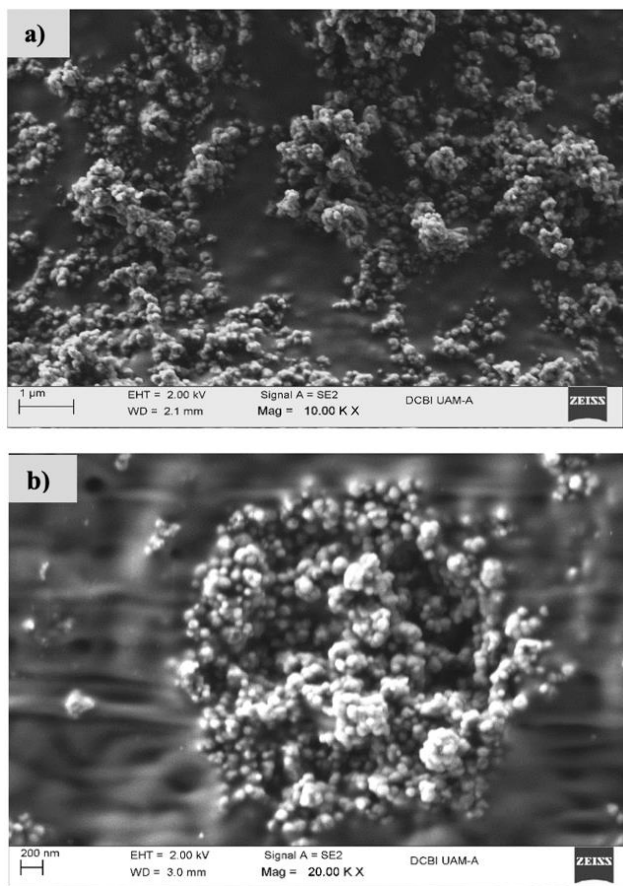 a)
1 µm
EHT = 2.00 kV
WD = 2.1 mm
Signal A = SE2
Mag = 10.00 K X
DCBI UAM-A
ZEISS
b)
200 nm
EHT = 2.00 kV
WD = 3.0 mm
Signal A = SE2
Mag = 20.00 K X
DCBI UAM-A
ZEISS